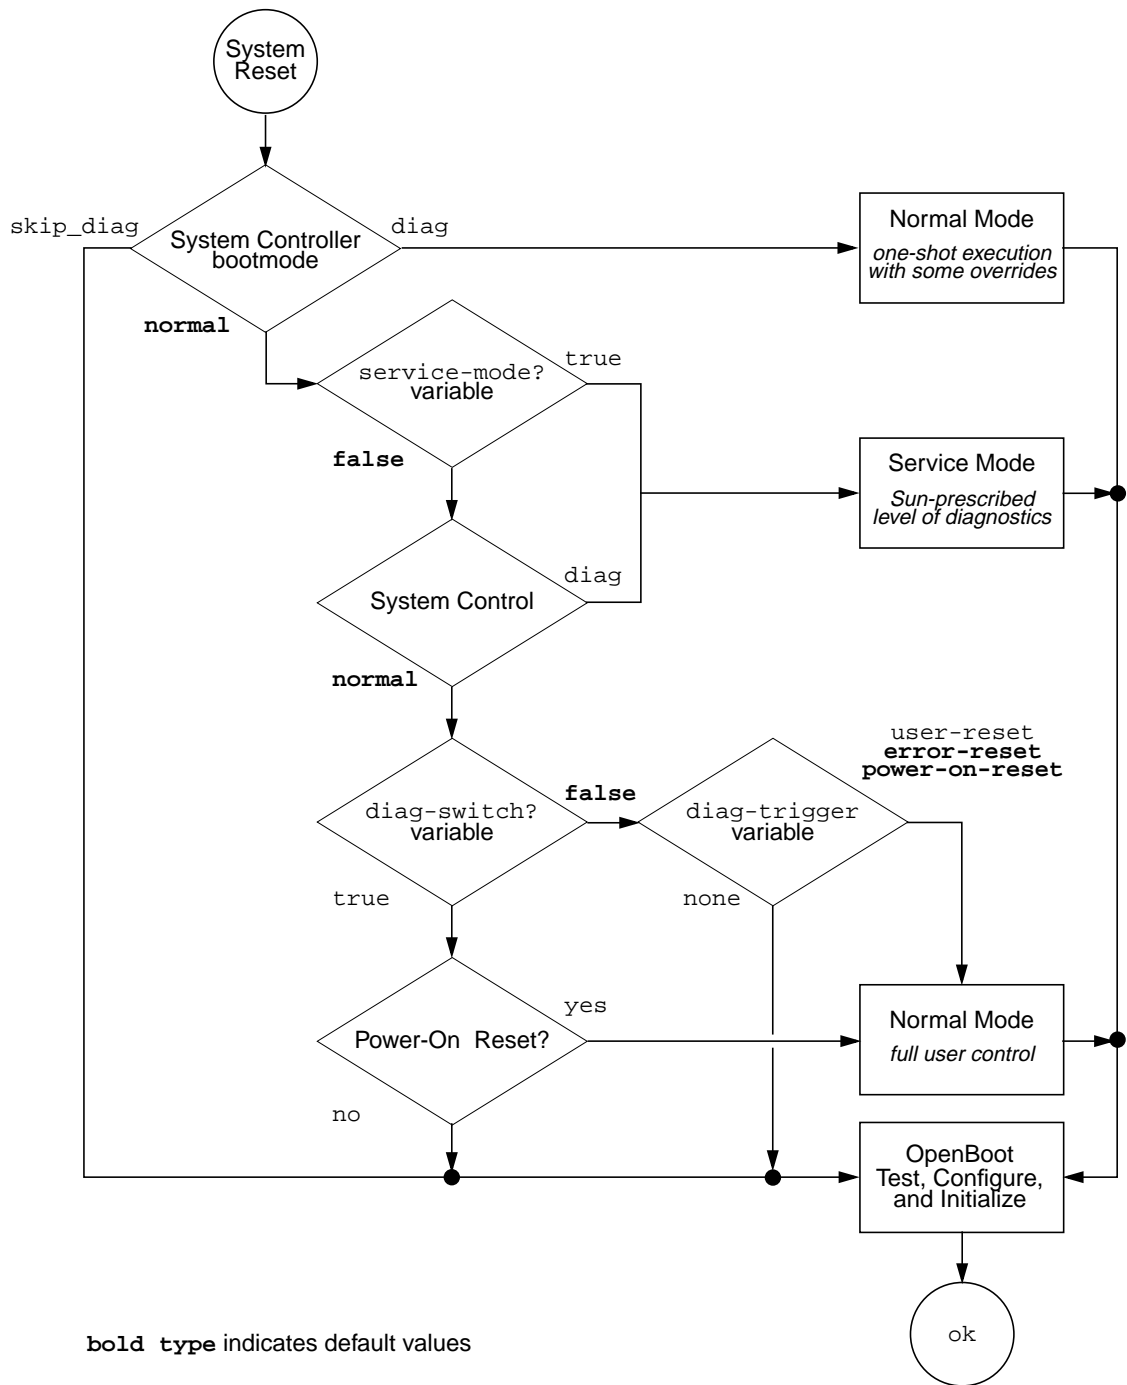 System
Reset
skip_diag
diag
System Controller
bootmode
normal
Normal Mode
one-shot execution
with some overrides
true
service-mode?
variable
false
Service Mode
Sun-prescribed
level of diagnostics
diag
System Control
normal
user-reset
error-reset
power-on-reset
false
diag-switch?
variable
diag-trigger
variable
true
none
yes
Power-On Reset?
no
Normal Mode
full user control
OpenBoot
Test, Configure,
and Initialize
ok
bold type indicates default values